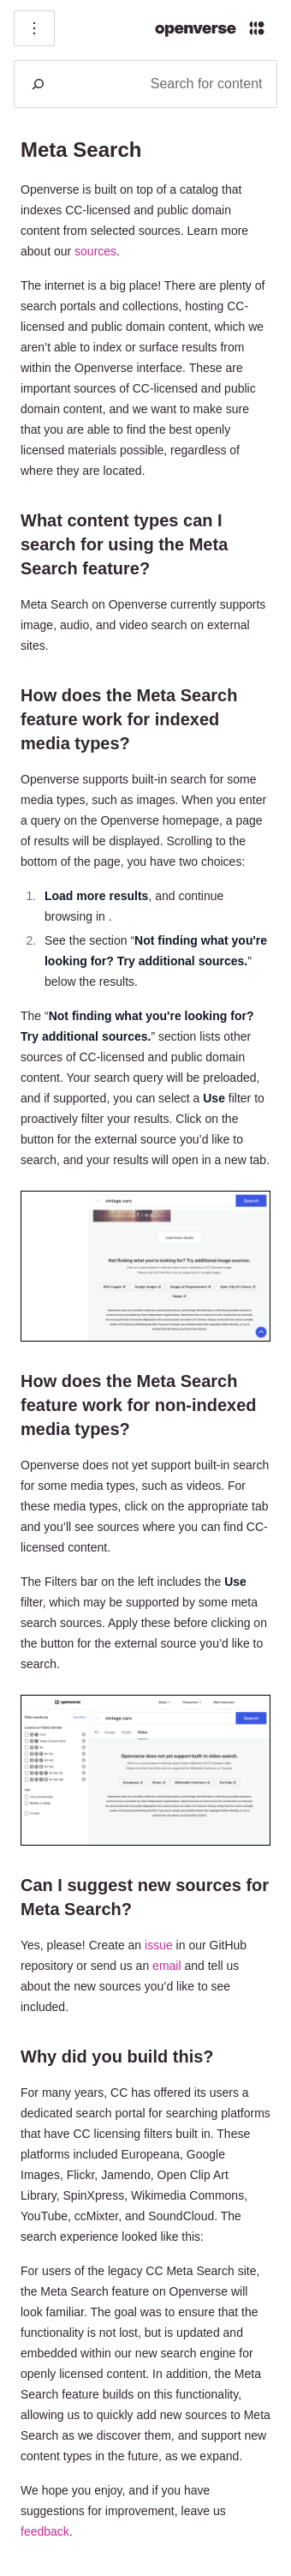 openverse
Search for content
Meta Search
Openverse is built on top of a catalog that
indexes CC-licensed and public domain
content from selected sources. Learn more
about our sources.
The internet is a big place! There are plenty of
search portals and collections, hosting CC-
licensed and public domain content, which we
aren’t able to index or surface results from
within the Openverse interface. These are
important sources of CC-licensed and public
domain content, and we want to make sure
that you are able to find the best openly
licensed materials possible, regardless of
where they are located.
What content types can I
search for using the Meta
Search feature?
Meta Search on Openverse currently supports
image, audio, and video search on external
sites.
How does the Meta Search
feature work for indexed
media types?
Openverse supports built-in search for some
media types, such as images. When you enter
a query on the Openverse homepage, a page
of results will be displayed. Scrolling to the
bottom of the page, you have two choices:
1. Load more results, and continue
browsing in .
2. See the section “Not finding what you're
looking for? Try additional sources.”
below the results.
The “Not finding what you're looking for?
Try additional sources.” section lists other
sources of CC-licensed and public domain
content. Your search query will be preloaded,
and if supported, you can select a Use filter to
proactively filter your results. Click on the
button for the external source you’d like to
search, and your results will open in a new tab.
vintage cars Search
Load more results
Not finding what you're looking for? Try additional image sources.
How does the Meta Search
feature work for non-indexed
media types?
Openverse does not yet support built-in search
for some media types, such as videos. For
these media types, click on the appropriate tab
and you’ll see sources where you can find CC-
licensed content.
The Filters bar on the left includes the Use
filter, which may be supported by some meta
search sources. Apply these before clicking on
the button for the external source you’d like to
search.
openverse
Filter results by vintage cars Search
All Image Audio Video
Openverse does not yet support built-in video search.
Can I suggest new sources for
Meta Search?
Yes, please! Create an issue in our GitHub
repository or send us an email and tell us
about the new sources you’d like to see
included.
Why did you build this?
For many years, CC has offered its users a
dedicated search portal for searching platforms
that have CC licensing filters built in. These
platforms included Europeana, Google
Images, Flickr, Jamendo, Open Clip Art
Library, SpinXpress, Wikimedia Commons,
YouTube, ccMixter, and SoundCloud. The
search experience looked like this:
For users of the legacy CC Meta Search site,
the Meta Search feature on Openverse will
look familiar. The goal was to ensure that the
functionality is not lost, but is updated and
embedded within our new search engine for
openly licensed content. In addition, the Meta
Search feature builds on this functionality,
allowing us to quickly add new sources to Meta
Search as we discover them, and support new
content types in the future, as we expand.
We hope you enjoy, and if you have
suggestions for improvement, leave us
feedback.